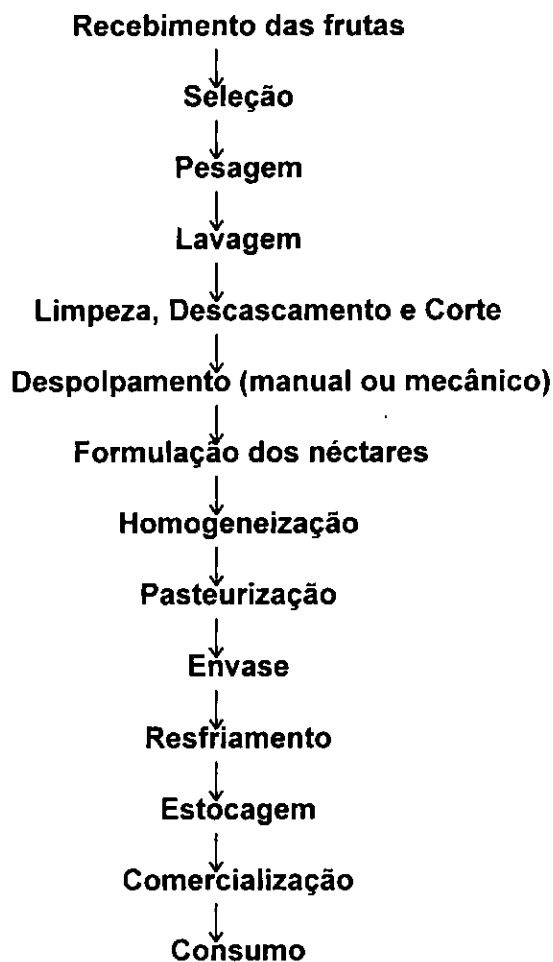 Recebimento das frutas
Seleção
Pesagem
Lavagem
Limpeza, Descascamento e Corte
Despolpamento (manual ou mecânico)
Formulação dos néctares
Homogeneização
Pasteurização
Envase
Resfriamento
Estocagem
Comercialização
Consumo